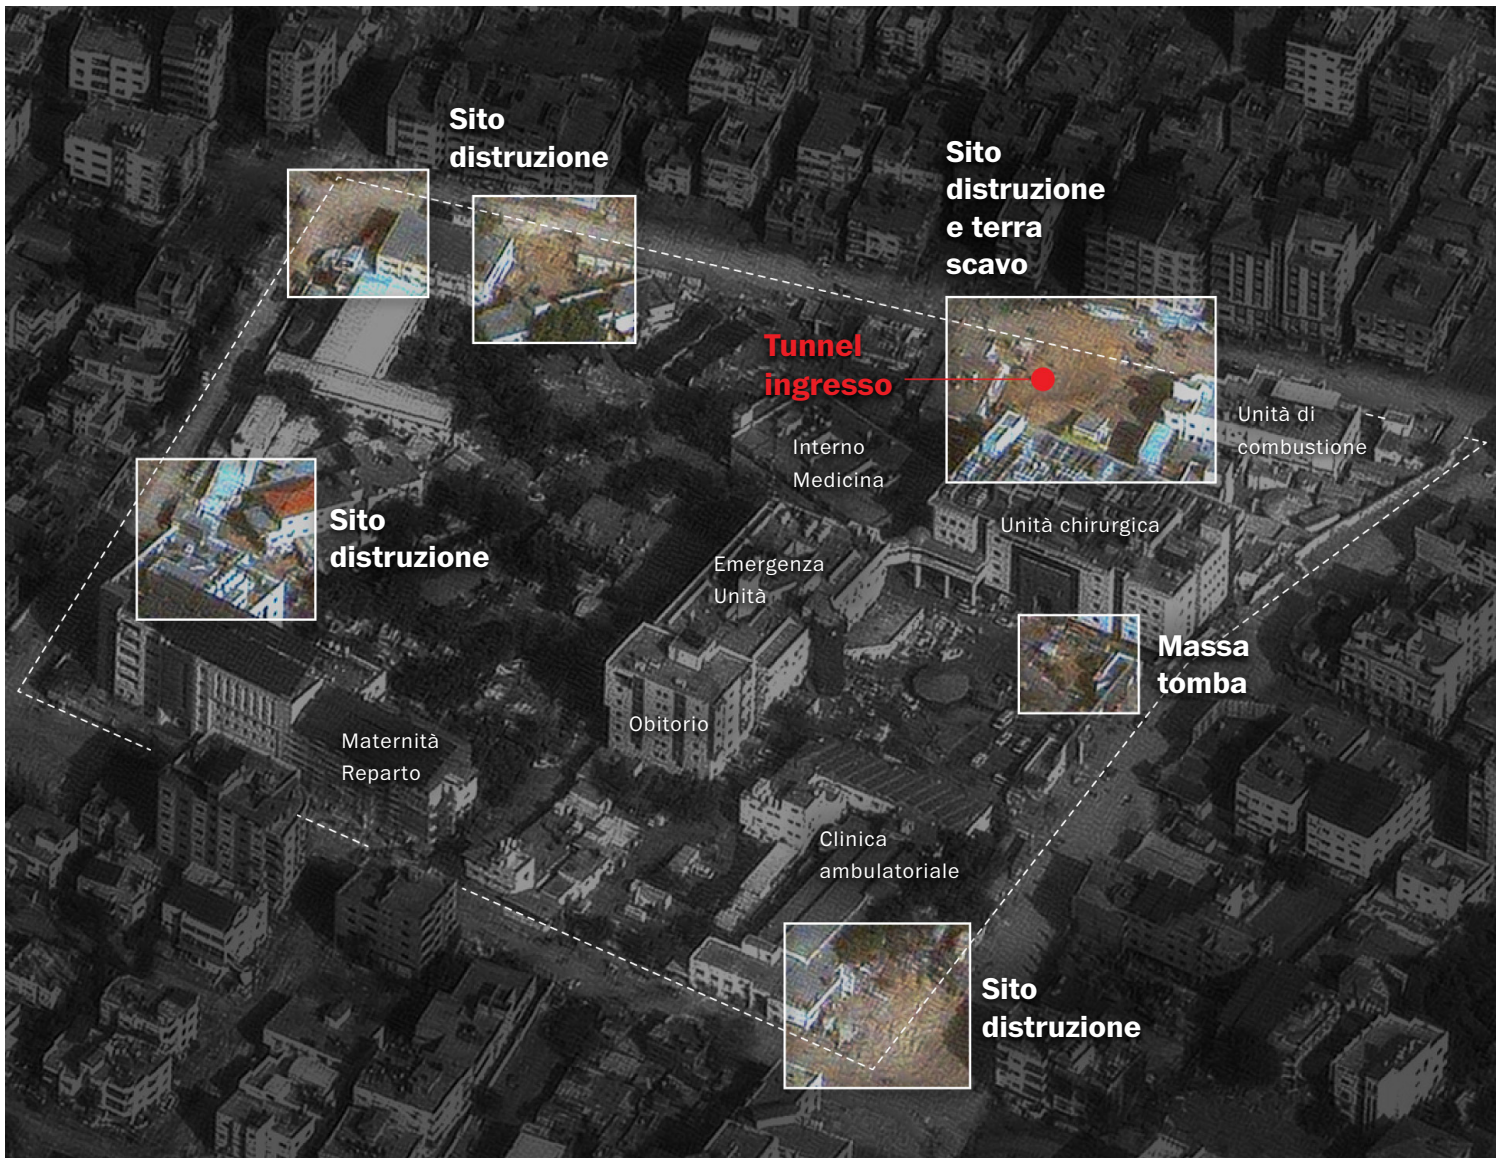 Sito
distruzione
Sito
distruzione
e terra
scavo
Tunnel
ingresso
Unità di
combustione
Interno
Medicina
Sito
distruzione
Unità chirurgica
Emergenza
Unità
Massa
tomba
Obitorio
Maternità
Reparto
Clinica
ambulatoriale
Sito
distruzione